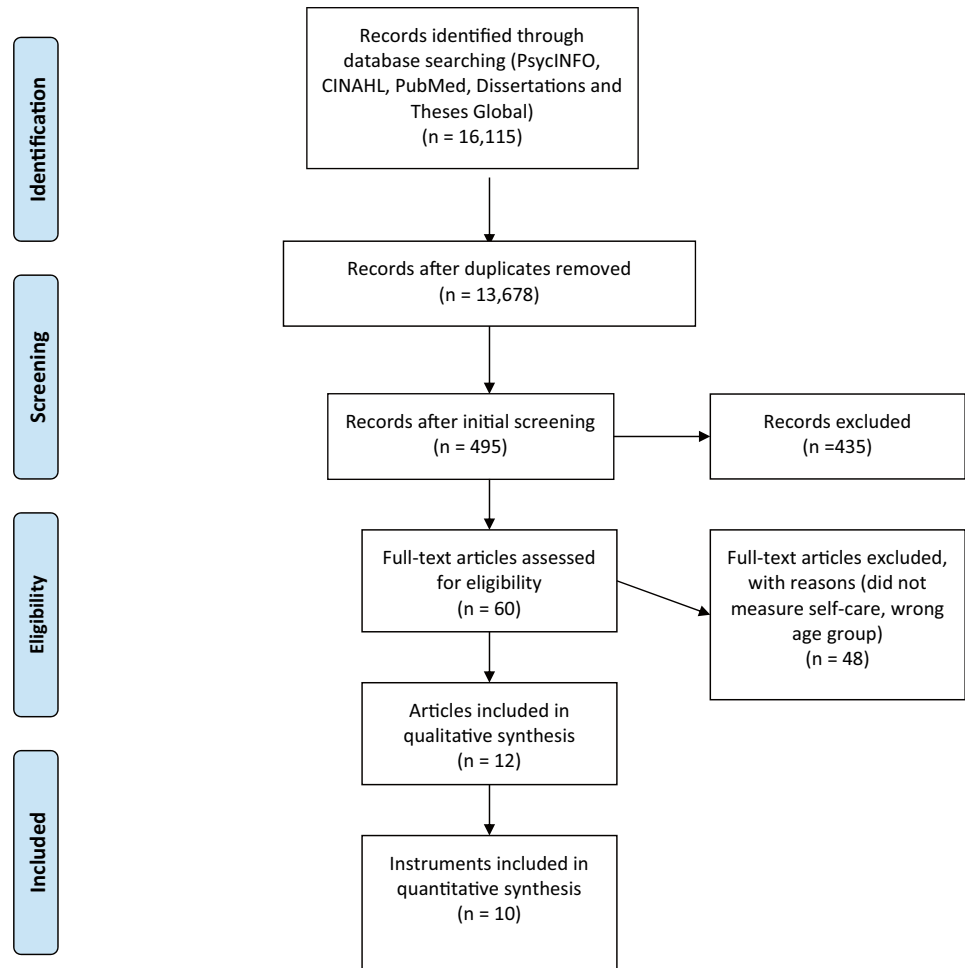 Identification
Records identified through
database searching (PsycINFO,
CINAHL, PubMed, Dissertations and
Theses Global)
(n = 16,115)
Records after duplicates removed
(n = 13,678)
Screening
Records after initial screening
(n = 495)
Records excluded
(n =435)
Eligibility
Full-text articles assessed
for eligibility
(n = 60)
Full-text articles excluded,
with reasons (did not
measure self-care, wrong
age group)
(n = 48)
Articles included in
qualitative synthesis
(n = 12)
Included
Instruments included in
quantitative synthesis
(n = 10)